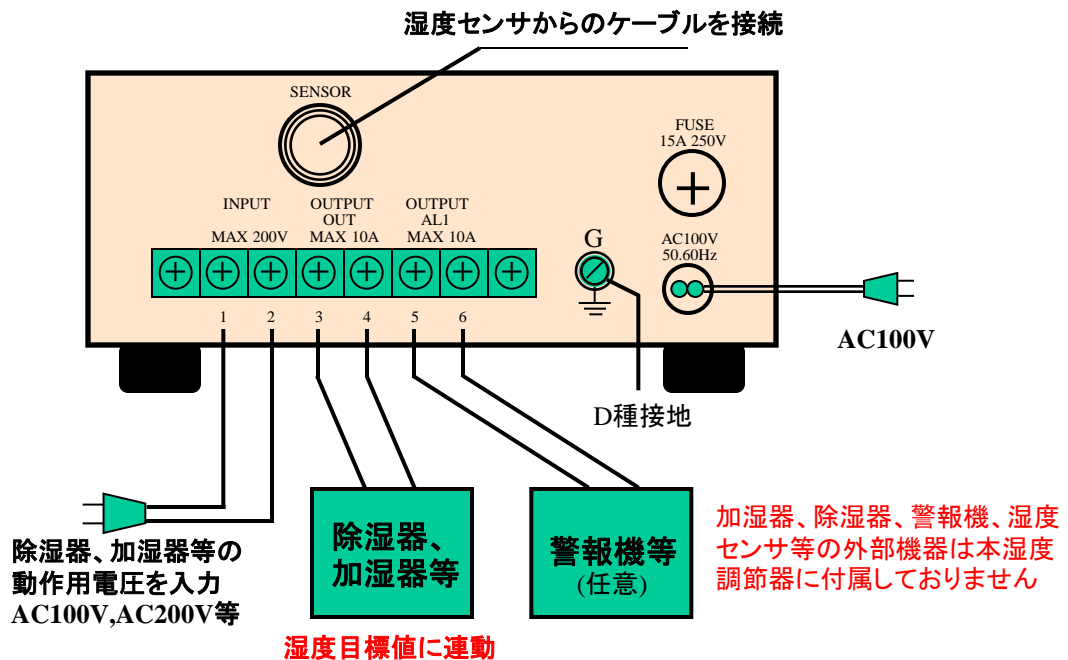 湿度センサからのケーブルを接続
SENSOR
FUSE
15A 250V
INPUT
MAX 200V
OUTPUT
OUT
MAX 10A
OUTPUT
AL1
MAX 10A
G
AC100V
50.60Hz
1 2 3 4 5 6
AC100V
D種接地
除湿器、加湿器等の
動作用電圧を入力
AC100V,AC200V等
除湿器、
加湿器等
湿度目標値に連動
警報機等
(任意)
加湿器、除湿器、警報機、湿度
センサ等の外部機器は本湿度
調節器に付属しておりません